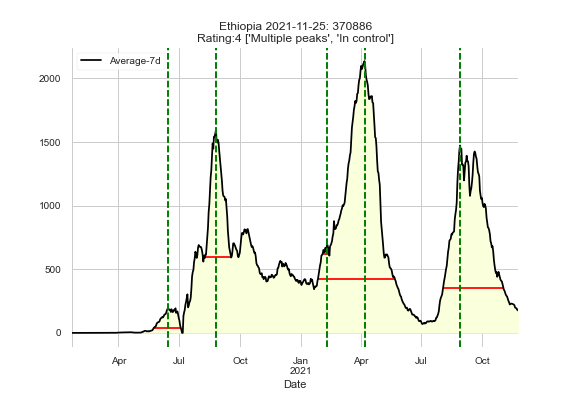 Ethiopia 2021-11-25: 370886
Rating:4 ['Multiple peaks', 'In control']
Average-7d
2000
1500
1000
500
0
Apr Jul Oct Jan Apr Jul Oct
2021
Date